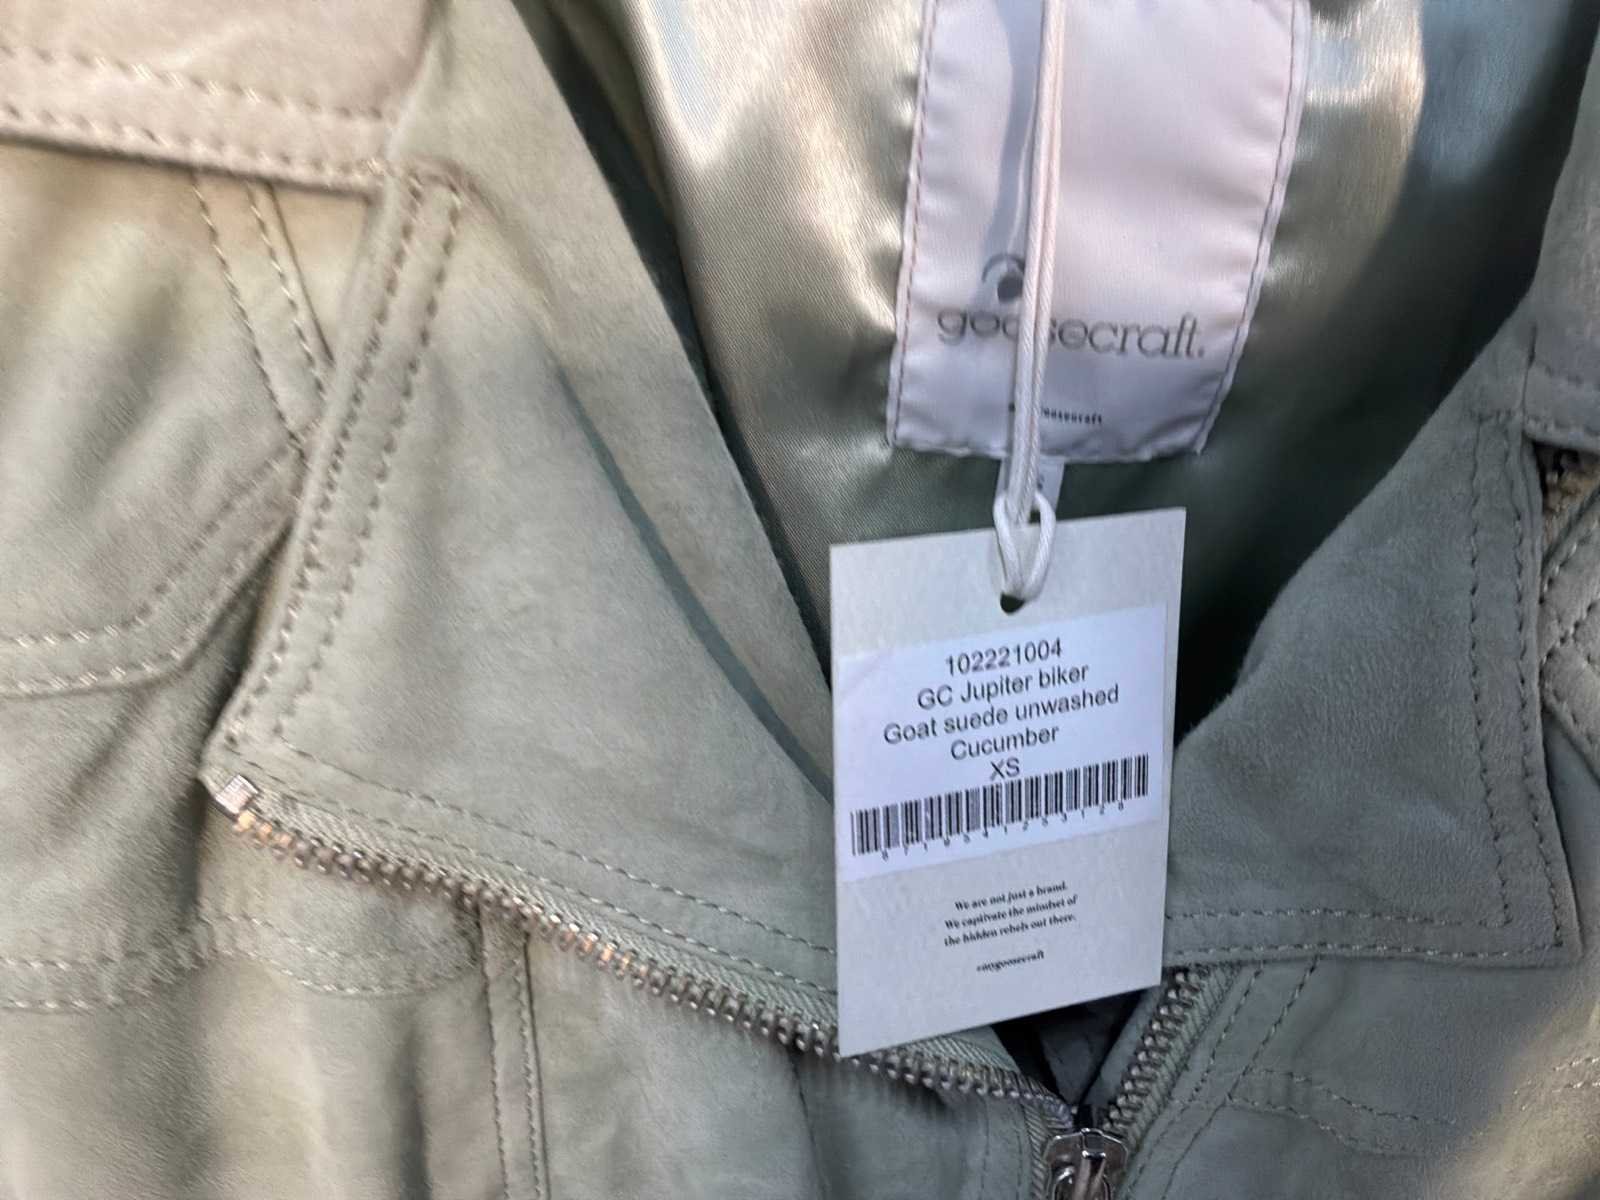 goosecraft.
102221004
GC Jupiter biker
Goat suede unwashed
Cucumber
XS
We are not just a brand.
We captivate the mindset of
the hidden rebels out there.